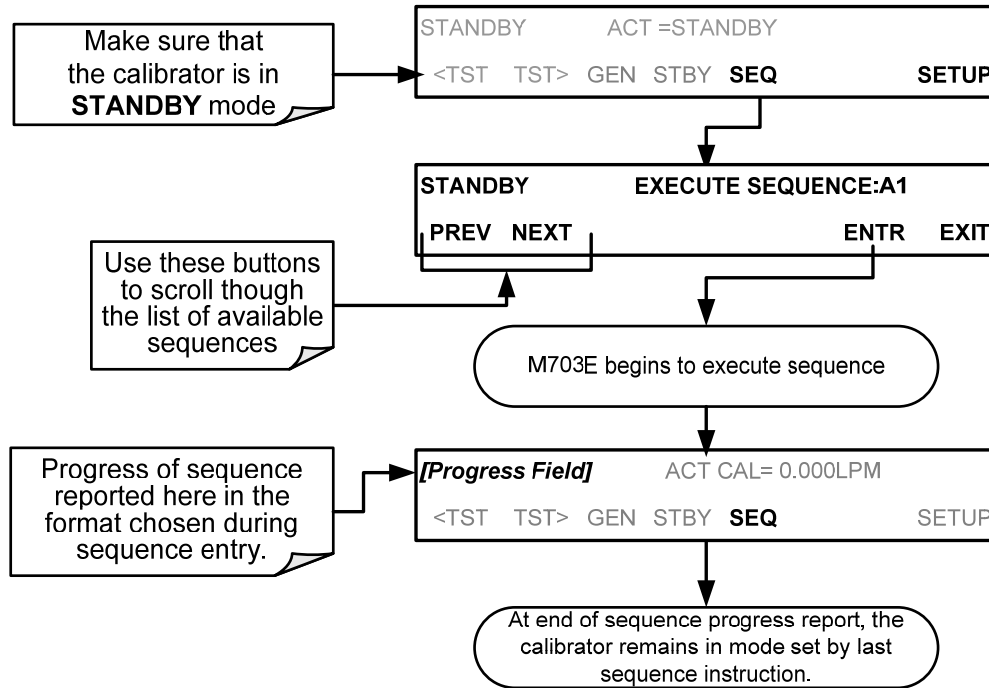 Make sure that
the calibrator is in
STANDBY mode
STANDBY ACT =STANDBY
<TST TST> GEN STBY SEQ SETUP
STANDBY EXECUTE SEQUENCE:A1
PREV NEXT ENTR EXIT
Use these buttons
to scroll though
the list of available
sequences
M703E begins to execute sequence
Progress of sequence
reported here in the
format chosen during
sequence entry.
[Progress Field] ACT CAL= 0.000LPM
<TST TST> GEN STBY SEQ SETUP
At end of sequence progress report, the
calibrator remains in mode set by last
sequence instruction.